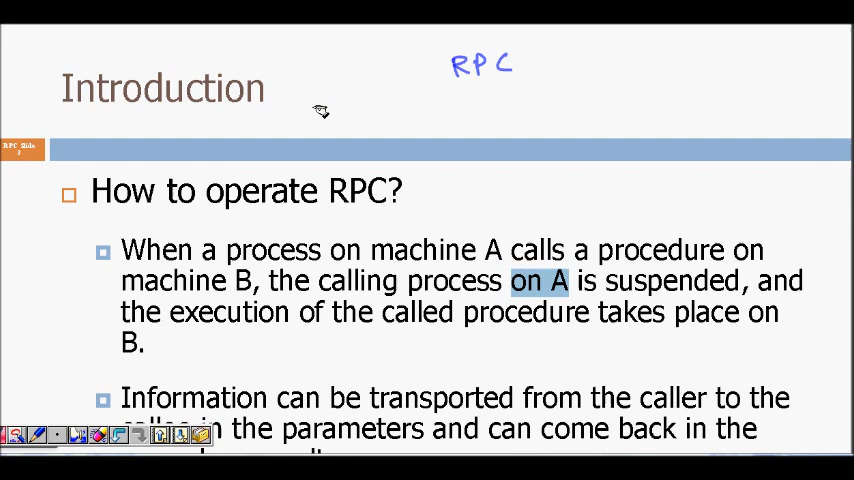 RPC
Introduction
RPC Slide
3
How to operate RPC?
When a process on machine A calls a procedure on
machine B, the calling process on A is suspended, and
the execution of the called procedure takes place on
B.
Information can be transported from the caller to the
in the parameters and can come back in the